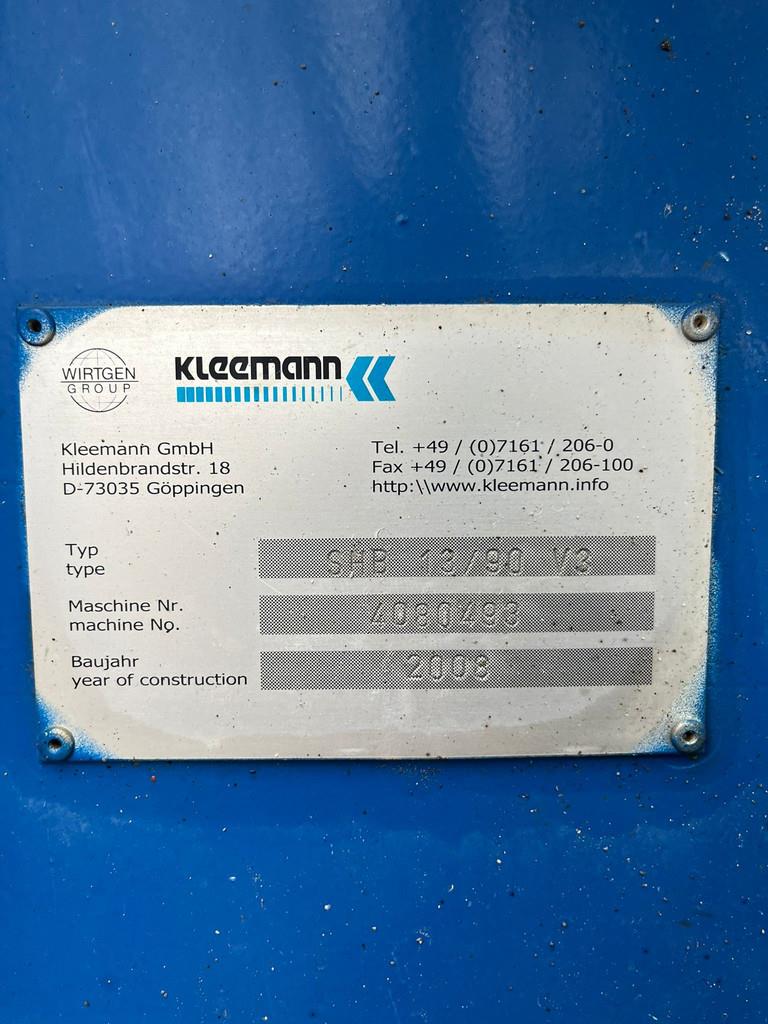 WIRTGEN
GROUP
KLEEMANN
Kleemann GmbH
Hildenbrandstr. 18
D-73035 Göppingen
Tel. +49 / (0)7161 / 206-0
Fax +49 / (0)7161 / 206-100
http:\\www.kleemann.info
Typ
type
SHB 13/90 V3
Maschine Nr.
machine No.
4080493
Baujahr
year of construction
2008